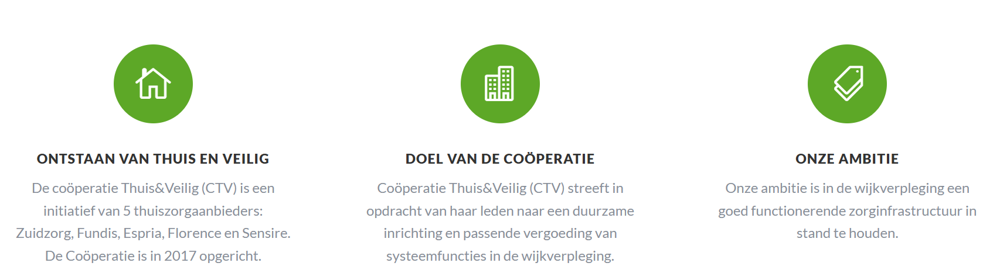 ONTSTAAN VAN THUIS EN VEILIG
De coöperatie Thuis&Veilig (CTV) is een
initiatief van 5 thuiszorgaanbieders:
Zuidzorg, Fundis, Espria, Florence en Sensire.
De Coöperatie is in 2017 opgericht.
DOEL VAN DE COÖPERATIE
Coöperatie Thuis&Veilig (CTV) streeft in
opdracht van haar leden naar een duurzame
inrichting en passende vergoeding van
systeemfuncties in de wijkverpleging.
ONZE AMBITIE
Onze ambitie is in de wijkverpleging een
goed functionerende zorginfrastructuur in
stand te houden.